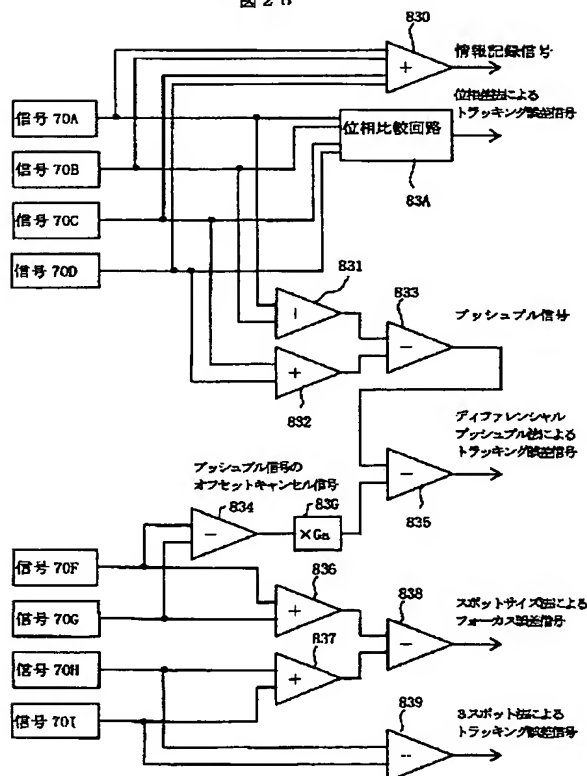 図26
830
+
情報記録信号
位相差法による
トラッキング誤差信号
信号 70A
位相比較回路
信号 70B
83A
信号 70C
信号 70D
831
833
プッシュプル信号
−
+
832
ディファレンシャル
プッシュプル法による
トラッキング誤差信号
プッシュプル信号の
オフセットキャンセル信号
834
83G
−
×Ga
−
835
信号 70F
836
838
信号 70G
+
スポットサイズ法による
フォーカス誤差信号
837
−
信号 70H
+
839
信号 70I
3スポット法による
トラッキング誤差信号
−